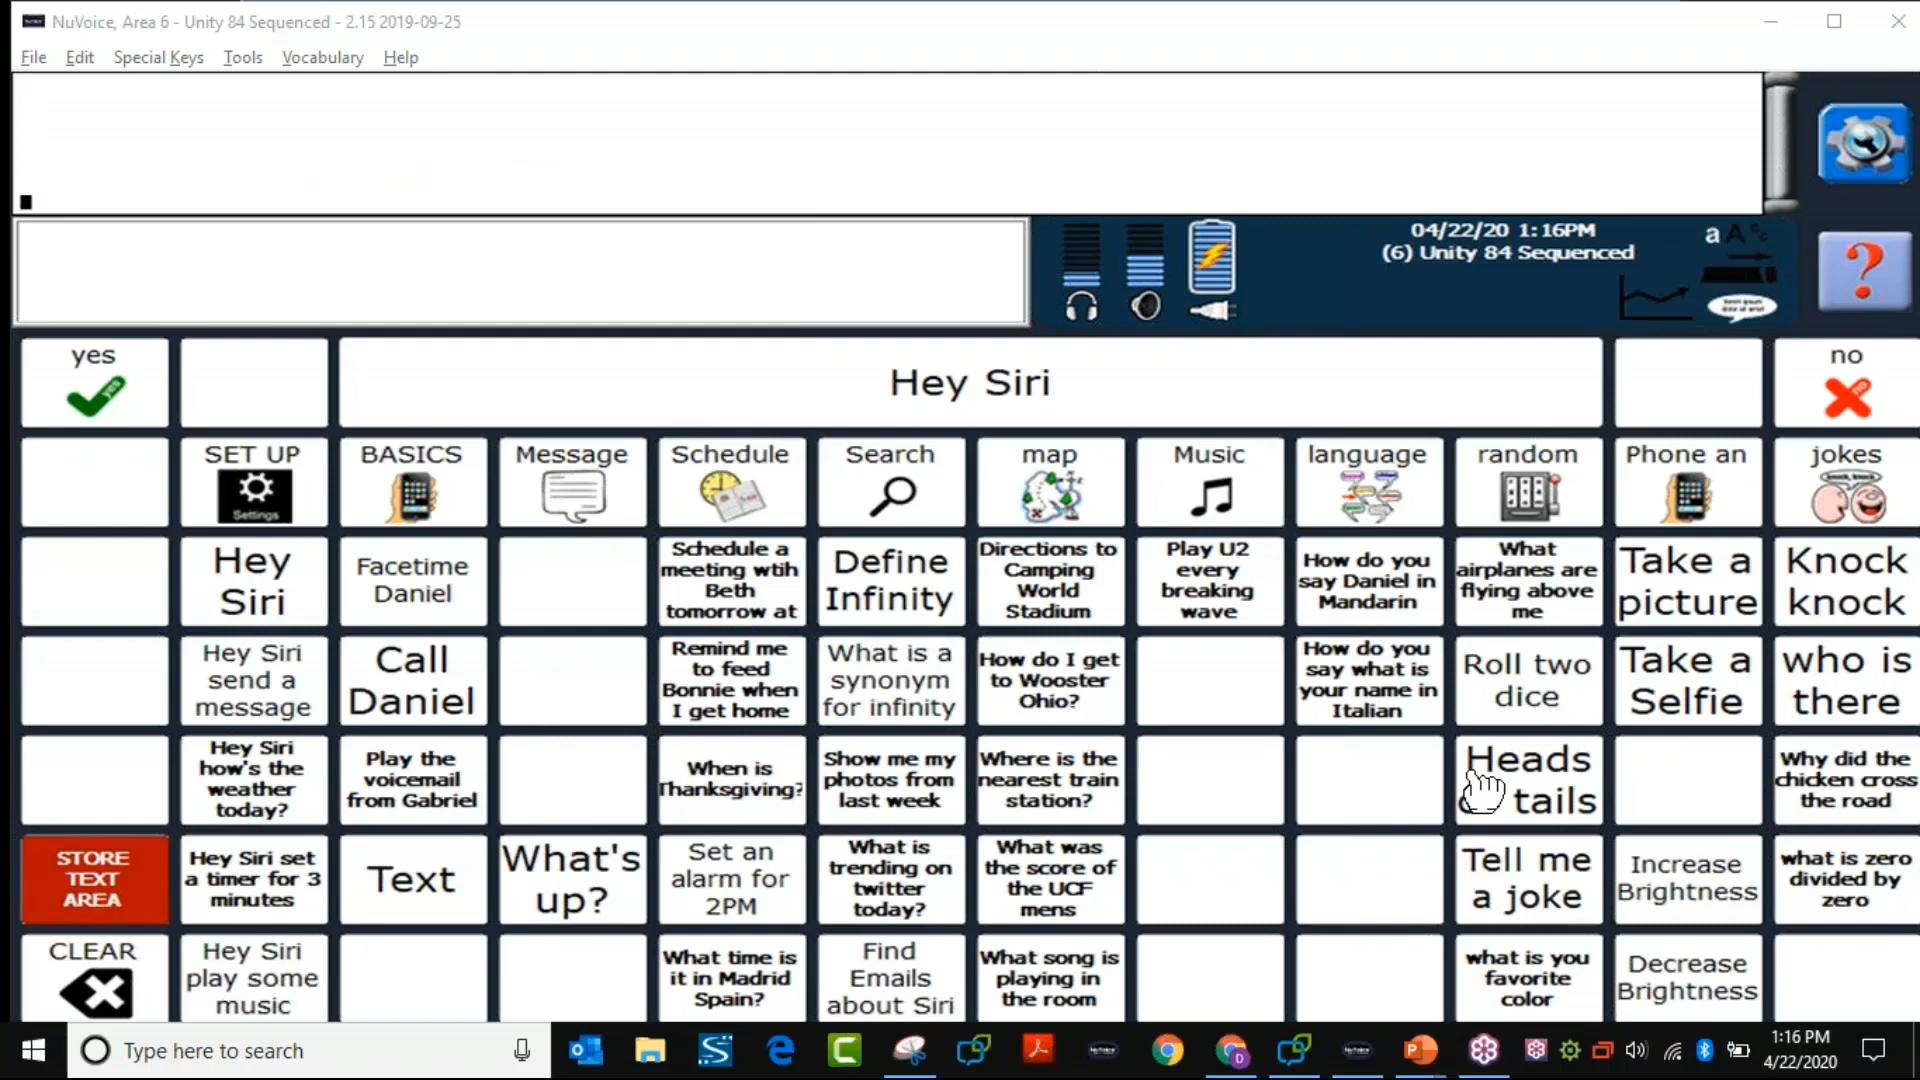 NuVoice, Area 6 - Unity 84 Sequenced - 2.15 2019-09-25
File Edit Special Keys Tools Vocabulary Help
04/22/20 1:16PM
(6) Unity 84 Sequenced
a A
?
yes
Hey Siri
no
SET UP
Settings
BASICS
Message
Schedule
Search
map
Music
language
random
Phone an
jokes
Hey
Siri
Facetime
Daniel
Schedule a
meeting wtih
Beth
tomorrow at
Define
Infinity
Directions to
Camping
World
Stadium
Play U2
every
breaking
wave
How do you
say Daniel in
Mandarin
What
airplanes are
flying above
me
Take a
picture
Knock
knock
Hey Siri
send a
message
Call
Daniel
Remind me
to feed
Bonnie when
I get home
What is a
synonym
for infinity
How do I get
to Wooster
Ohio?
How do you
say what is
your name in
Italian
Roll two
dice
Take a
Selfie
who is
there
Hey Siri
how's the
weather
today?
Play the
voicemail
from Gabriel
When is
Thanksgiving?
Show me my
photos from
last week
Where is the
nearest train
station?
Heads
tails
Why did the
chicken cross
the road
STORE
TEXT
AREA
Hey Siri set
a timer for 3
minutes
Text
What's
up?
Set an
alarm for
2PM
What is
trending on
twitter
today?
What was
the score of
the UCF
mens
Tell me
a joke
Increase
Brightness
what is zero
divided by
zero
CLEAR
Hey Siri
play some
music
What time is
it in Madrid
Spain?
Find
Emails
about Siri
What song is
playing in
the room
what is you
favorite
color
Decrease
Brightness
Type here to search
1:16 PM
4/22/2020